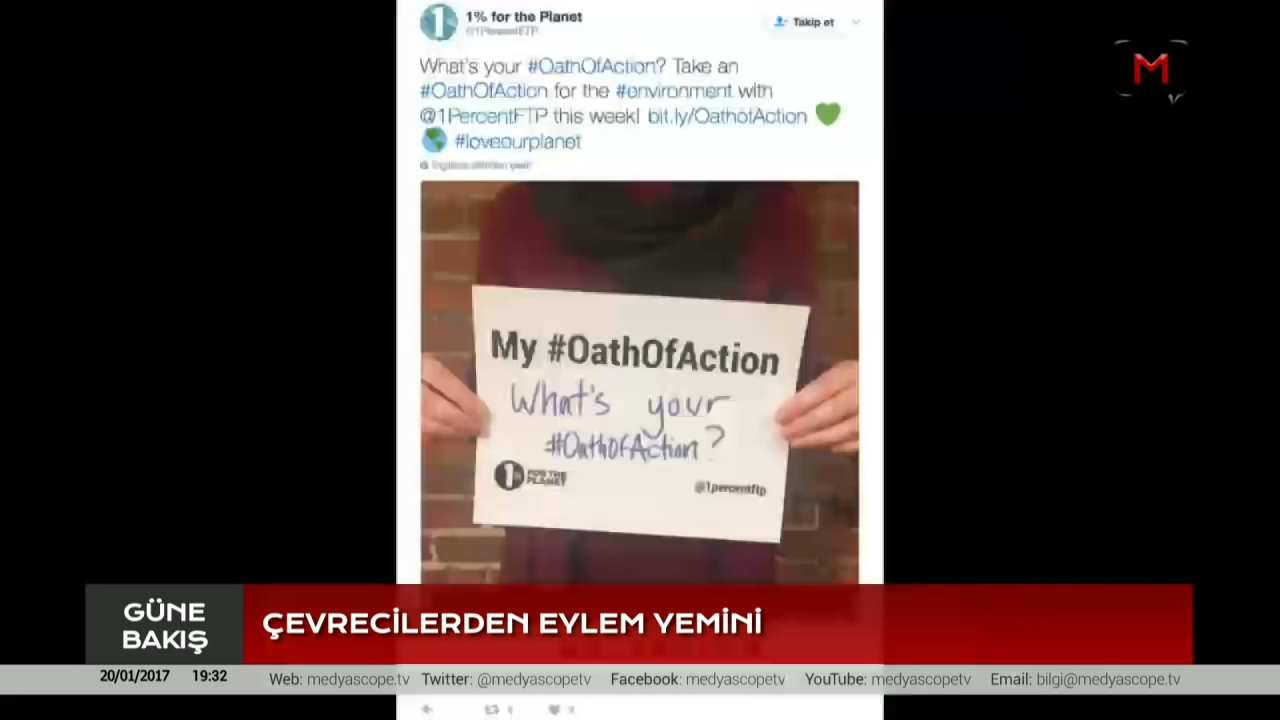 1% for the Planet
@1PercentFTP
Takip et
What's your #OathOfAction? Take an
#OathOfAction for the #environment with
@1PercentFTP this week! bit.ly/OathofAction
#loveourplanet
My #OathOfAction
What's your
#OathOfAction?
1% FOR THE
PLANET
@1percentftp
M
GÜNE
BAKIŞ
ÇEVRECİLERDEN EYLEM YEMİNİ
20/01/2017 19:32 Web: medyascope.tv Twitter: @medyascopetv Facebook: medyascopetv YouTube: medyascopetv Email: bilgi@medyascope.tv